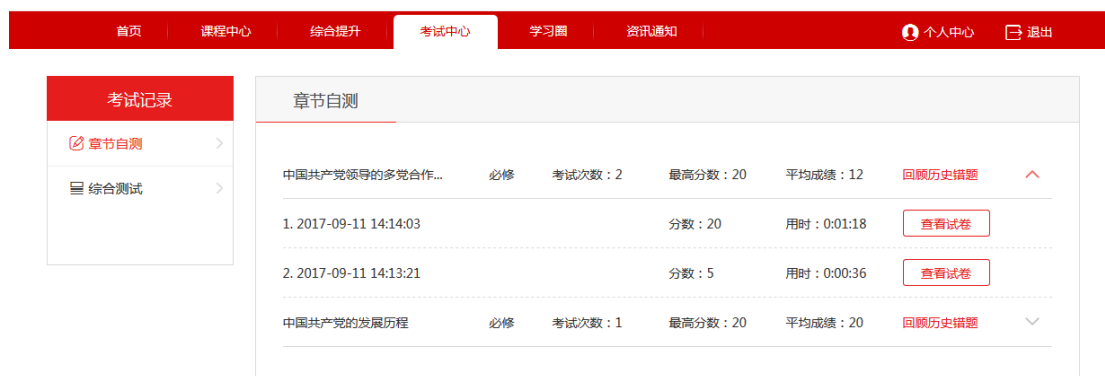 首页 课程中心 综合提升 考试中心 学习圈 资讯通知 个人中心 退出
考试记录
章节自测
综合测试
章节自测
中国共产党领导的多党合作... 必修 考试次数：2 最高分数：20 平均成绩：12 回顾历史错题
1. 2017-09-11 14:14:03 分数：20 用时：0:01:18 查看试卷
2. 2017-09-11 14:13:21 分数：5 用时：0:00:36 查看试卷
中国共产党的发展历程 必修 考试次数：1 最高分数：20 平均成绩：20 回顾历史错题